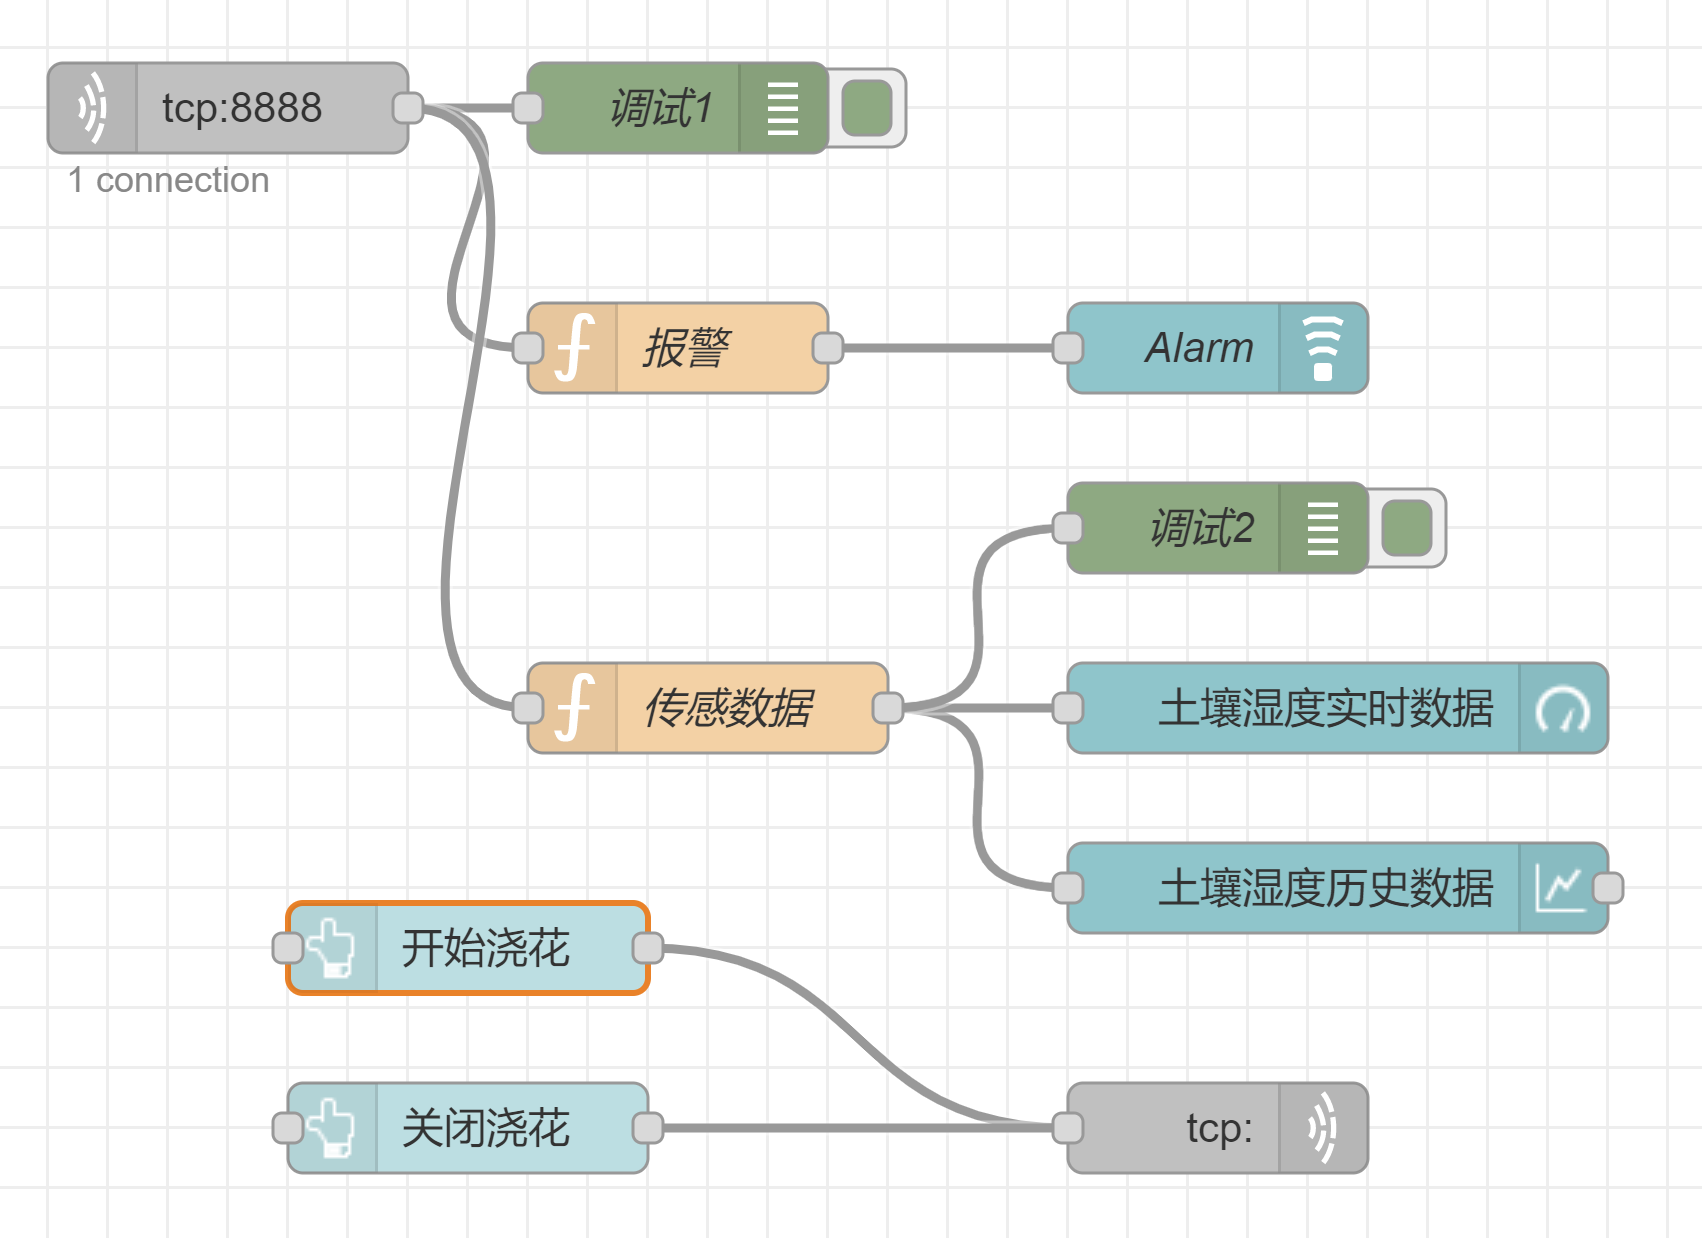 tcp:8888
1 connection
调试1
报警
Alarm
调试2
传感数据
土壤湿度实时数据
土壤湿度历史数据
开始浇花
关闭浇花
tcp: